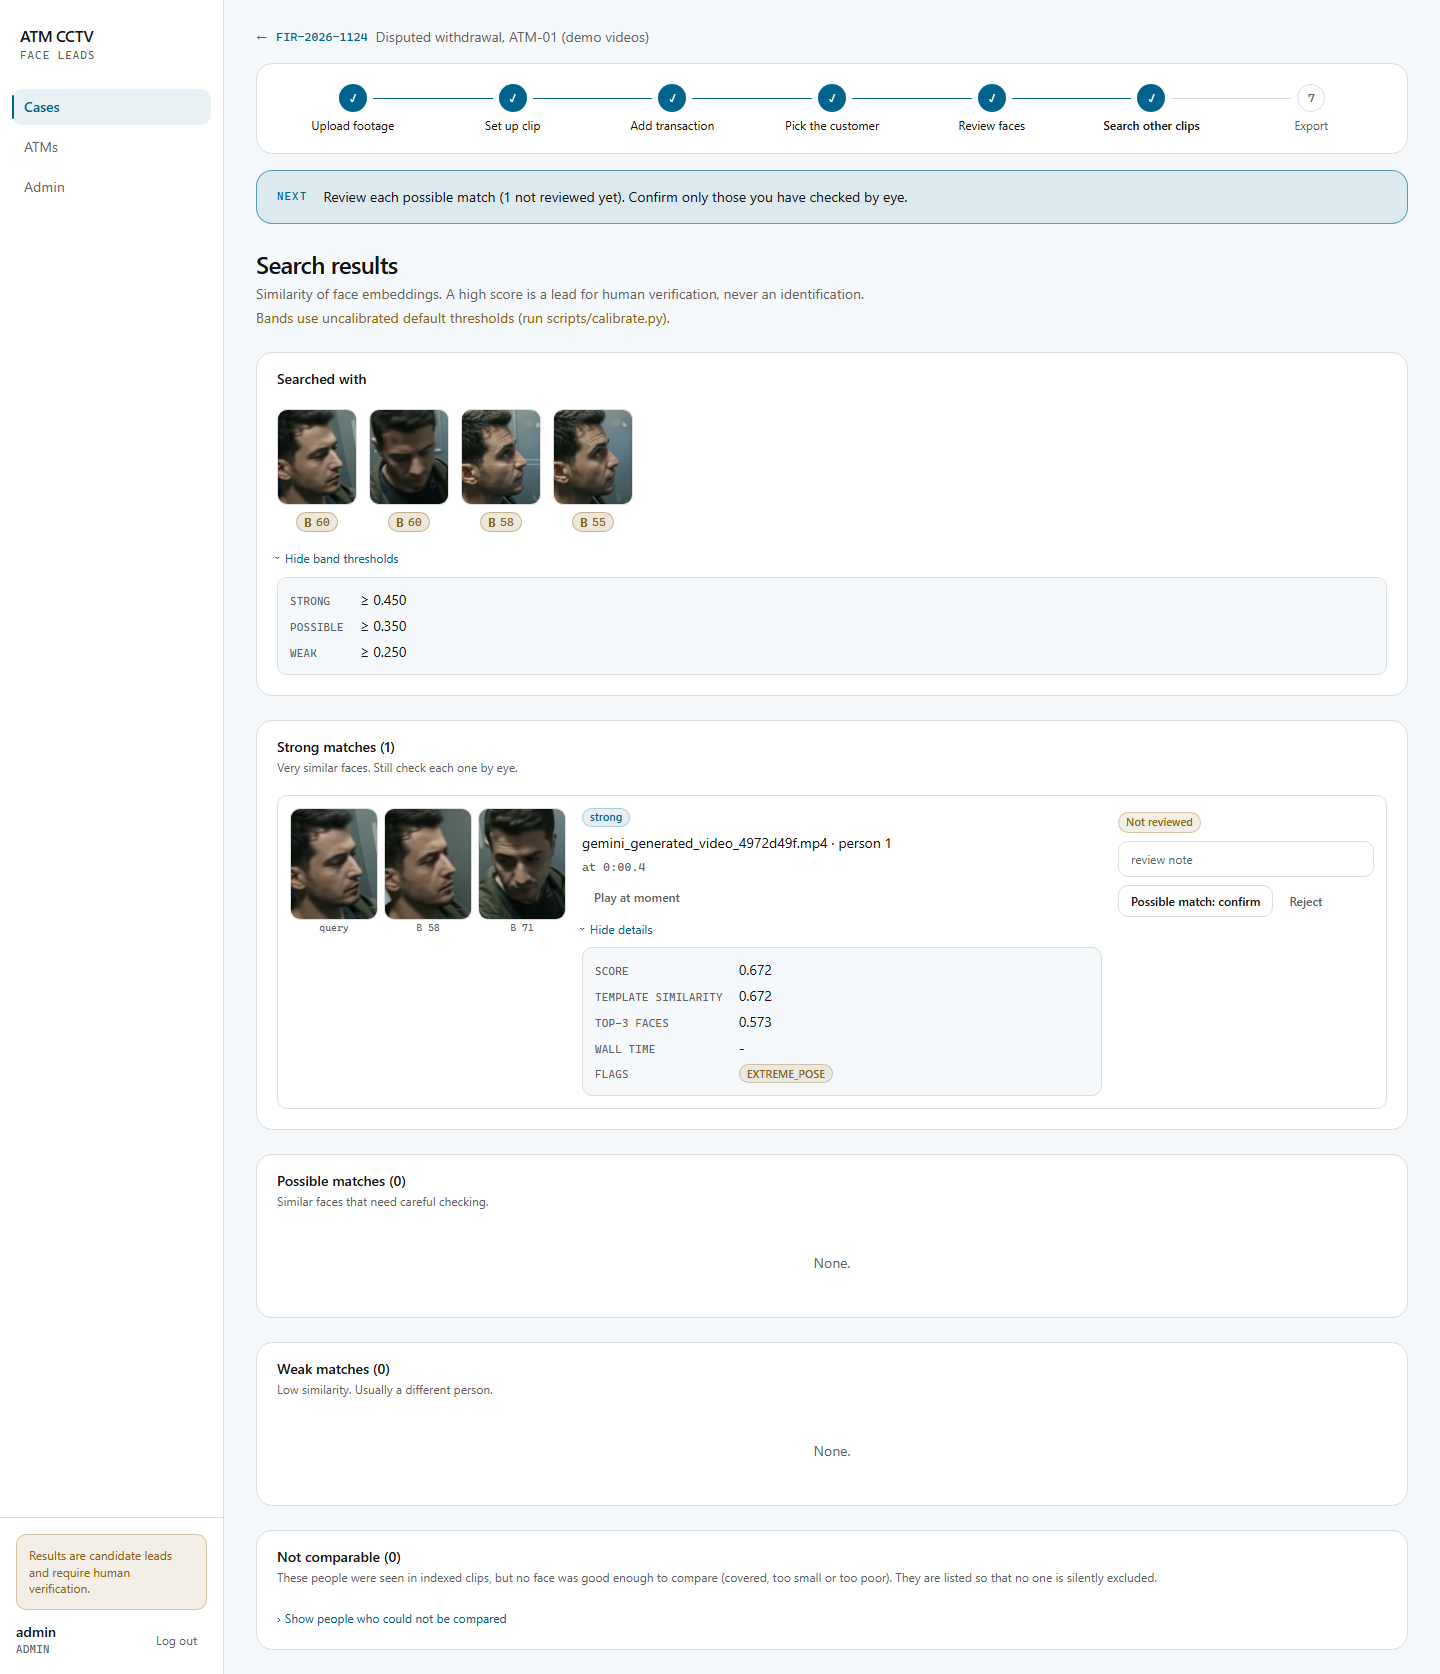 ATM CCTV
FACE LEADS
Cases
ATMs
Admin
← FIR-2026-1124 Disputed withdrawal, ATM-01 (demo videos)
✓ ✓ ✓ ✓ ✓ ✓ 7
Upload footage Set up clip Add transaction Pick the customer Review faces Search other clips Export
NEXT Review each possible match (1 not reviewed yet). Confirm only those you have checked by eye.
Search results
Similarity of face embeddings. A high score is a lead for human verification, never an identification.
Bands use uncalibrated default thresholds (run scripts/calibrate.py).
Searched with
B 60 B 60 B 58 B 55
Hide band thresholds
STRONG ≥ 0.450
POSSIBLE ≥ 0.350
WEAK ≥ 0.250
Strong matches (1)
Very similar faces. Still check each one by eye.
query B 58 B 71
strong
gemini_generated_video_4972d49f.mp4 · person 1
at 0:00.4
Play at moment
Hide details
SCORE 0.672
TEMPLATE SIMILARITY 0.672
TOP-3 FACES 0.573
WALL TIME -
FLAGS EXTREME_POSE
Not reviewed
review note
Possible match: confirm Reject
Possible matches (0)
Similar faces that need careful checking.
None.
Weak matches (0)
Low similarity. Usually a different person.
None.
Not comparable (0)
These people were seen in indexed clips, but no face was good enough to compare (covered, too small or too poor). They are listed so that no one is silently excluded.
› Show people who could not be compared
Results are candidate leads
and require human
verification.
admin
ADMIN
Log out